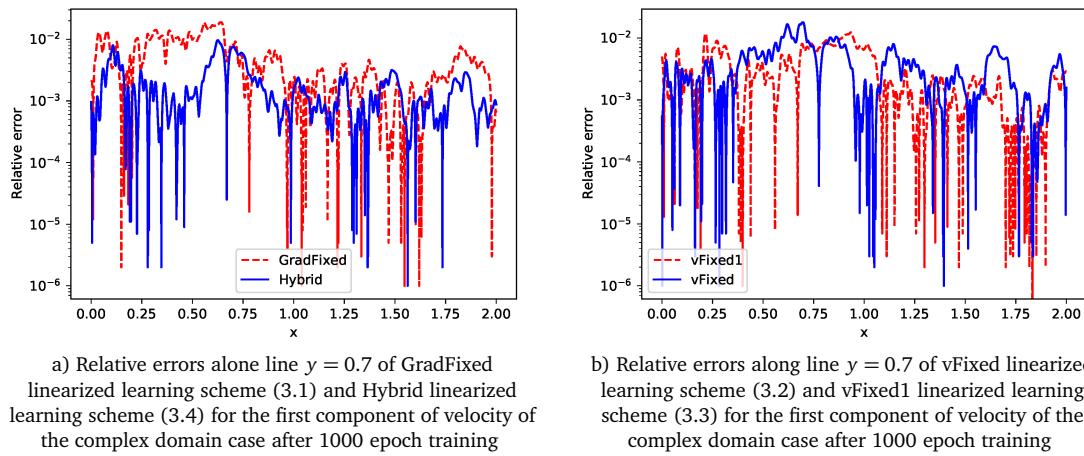 Relative error
10⁻²
10⁻³
10⁻⁴
10⁻⁵
10⁻⁶
GradFixed
Hybrid
0.00 0.25 0.50 0.75 1.00 1.25 1.50 1.75 2.00
x
a) Relative errors alone line y = 0.7 of GradFixed
linearized learning scheme (3.1) and Hybrid linearized
learning scheme (3.4) for the first component of velocity of
the complex domain case after 1000 epoch training
Relative error
10⁻²
10⁻³
10⁻⁴
10⁻⁵
10⁻⁶
vFixed1
vFixed
0.00 0.25 0.50 0.75 1.00 1.25 1.50 1.75 2.00
x
b) Relative errors along line y = 0.7 of vFixed linearized
learning scheme (3.2) and vFixed1 linearized learning
scheme (3.3) for the first component of velocity of the
complex domain case after 1000 epoch training